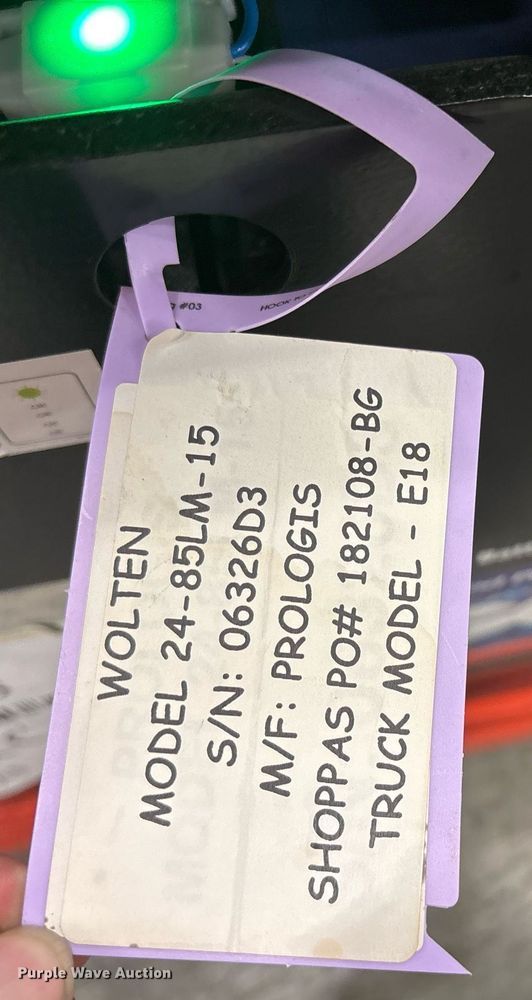 #03
WOLTEN
MODEL 24-85LM-15
S/N: 06326D3
M/F: PROLOGIS
SHOPPAS PO# 182108-BG
TRUCK MODEL - E18
Purple Wave Auction